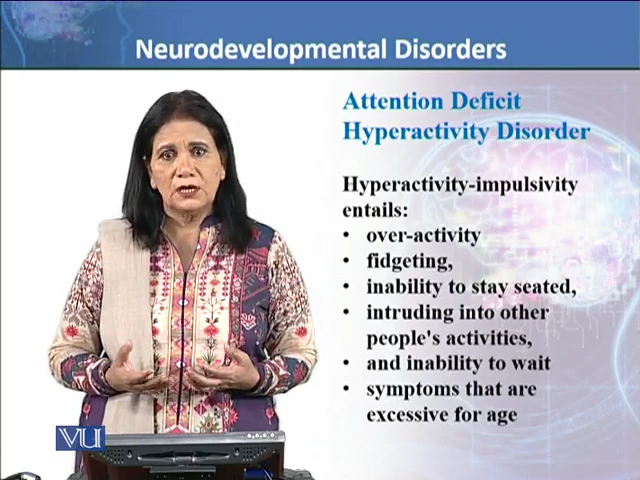 Neurodevelopmental Disorders
Attention Deficit
Hyperactivity Disorder
Hyperactivity-impulsivity
entails:
• over-activity
• fidgeting,
• inability to stay seated,
• intruding into other
people's activities,
• and inability to wait
• symptoms that are
excessive for age
VU